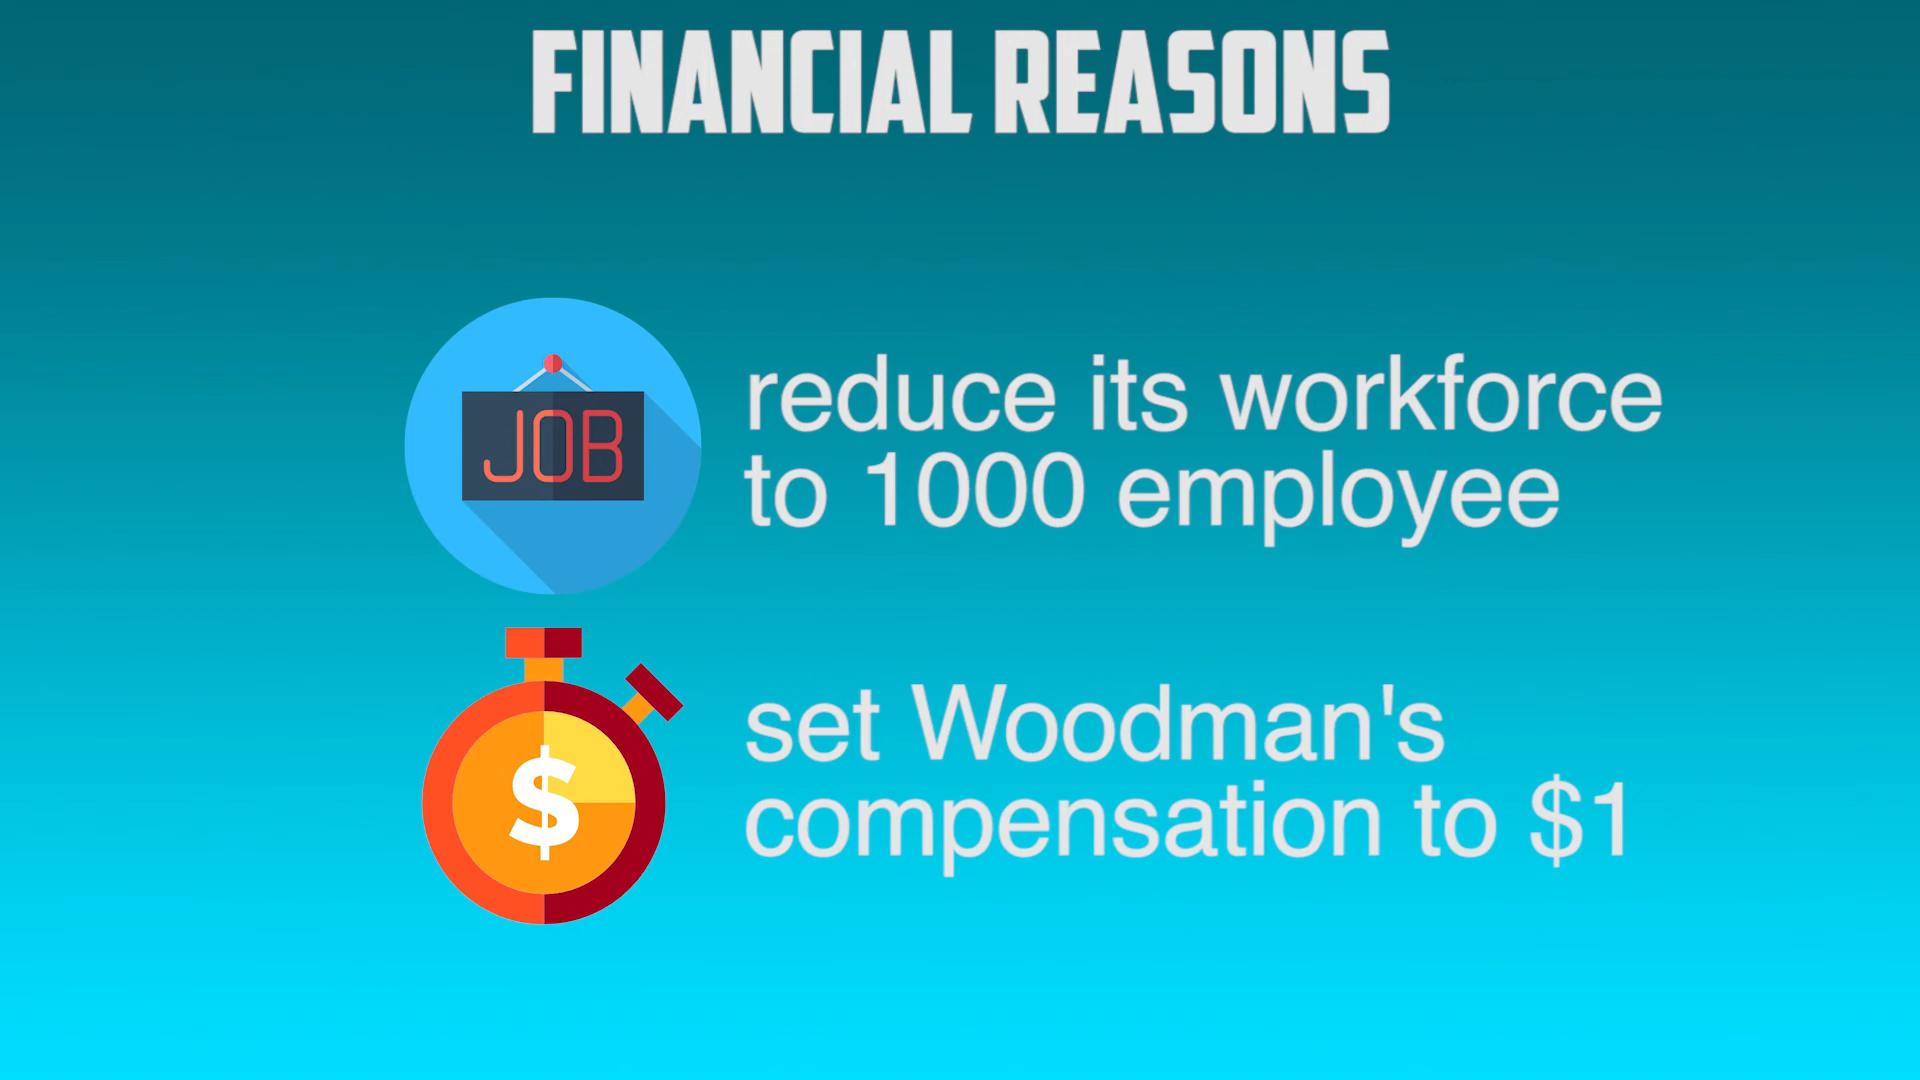 FINANCIAL REASONS
JOB
reduce its workforce
to 1000 employee
$
set Woodman's
compensation to $1